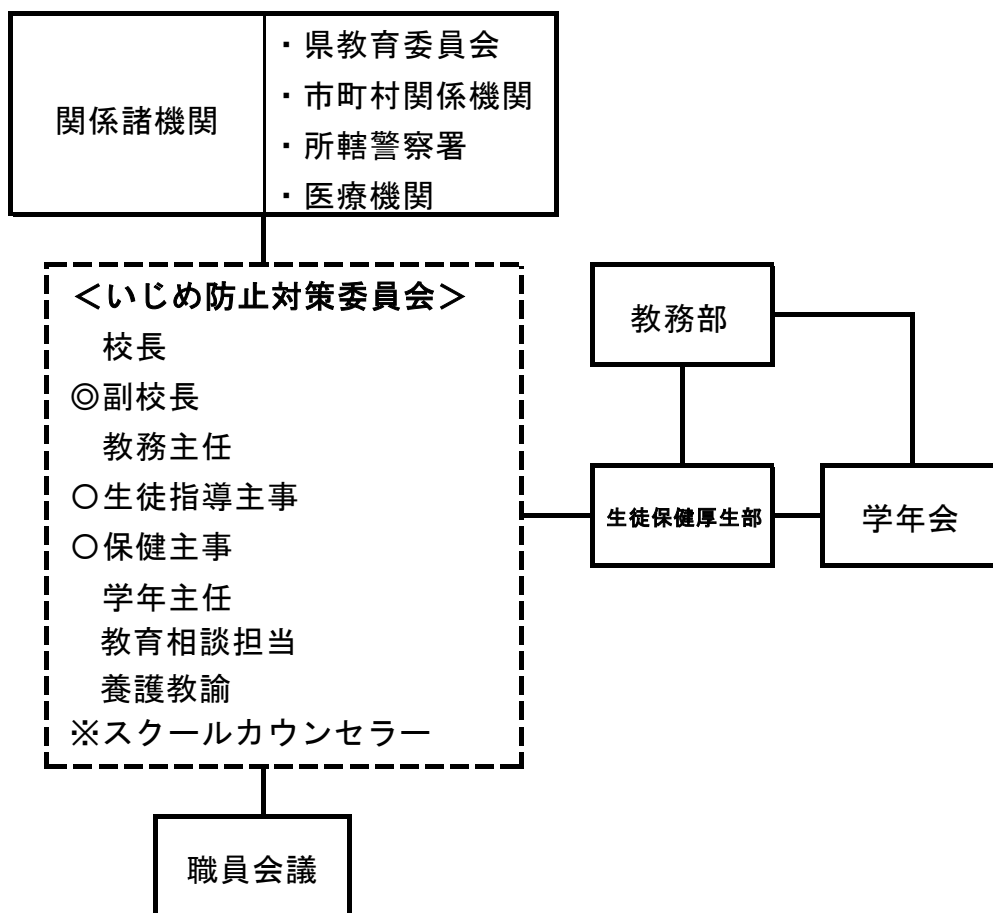 関係諸機関
・県教育委員会
・市町村関係機関
・所轄警察署
・医療機関
＜いじめ防止対策委員会＞
校長
◎副校長
教務主任
○生徒指導主事
○保健主事
学年主任
教育相談担当
養護教諭
※スクールカウンセラー
教務部
生徒保健厚生部
学年会
職員会議